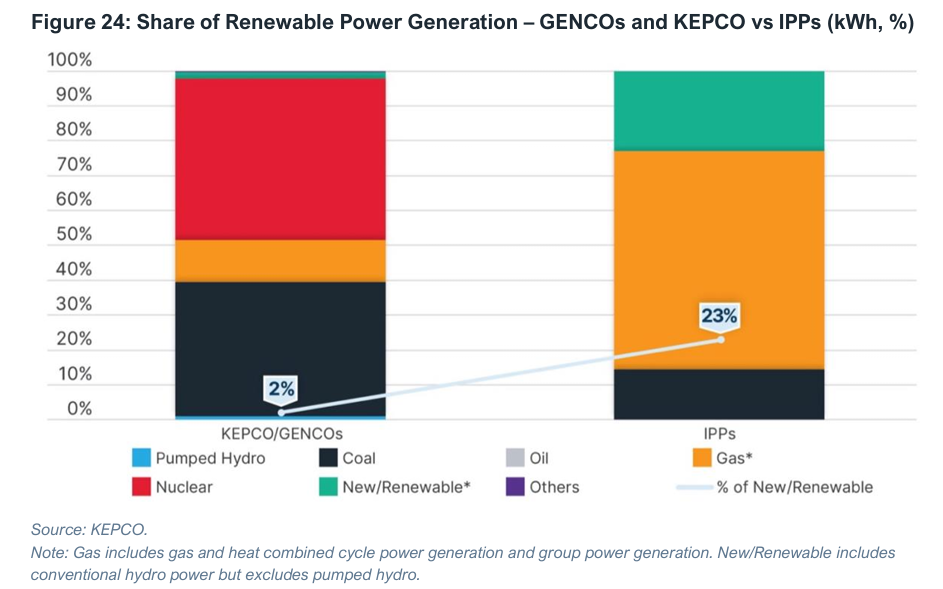 Figure 24: Share of Renewable Power Generation – GENCOs and KEPCO vs IPPs (kWh, %)
100%
90%
80%
70%
60%
50%
40%
30%
20%
10%
0%
2%
23%
KEPCO/GENCOs
IPPs
Pumped Hydro
Coal
Oil
Gas*
Nuclear
New/Renewable*
Others
% of New/Renewable
Source: KEPCO.
Note: Gas includes gas and heat combined cycle power generation and group power generation. New/Renewable includes
conventional hydro power but excludes pumped hydro.